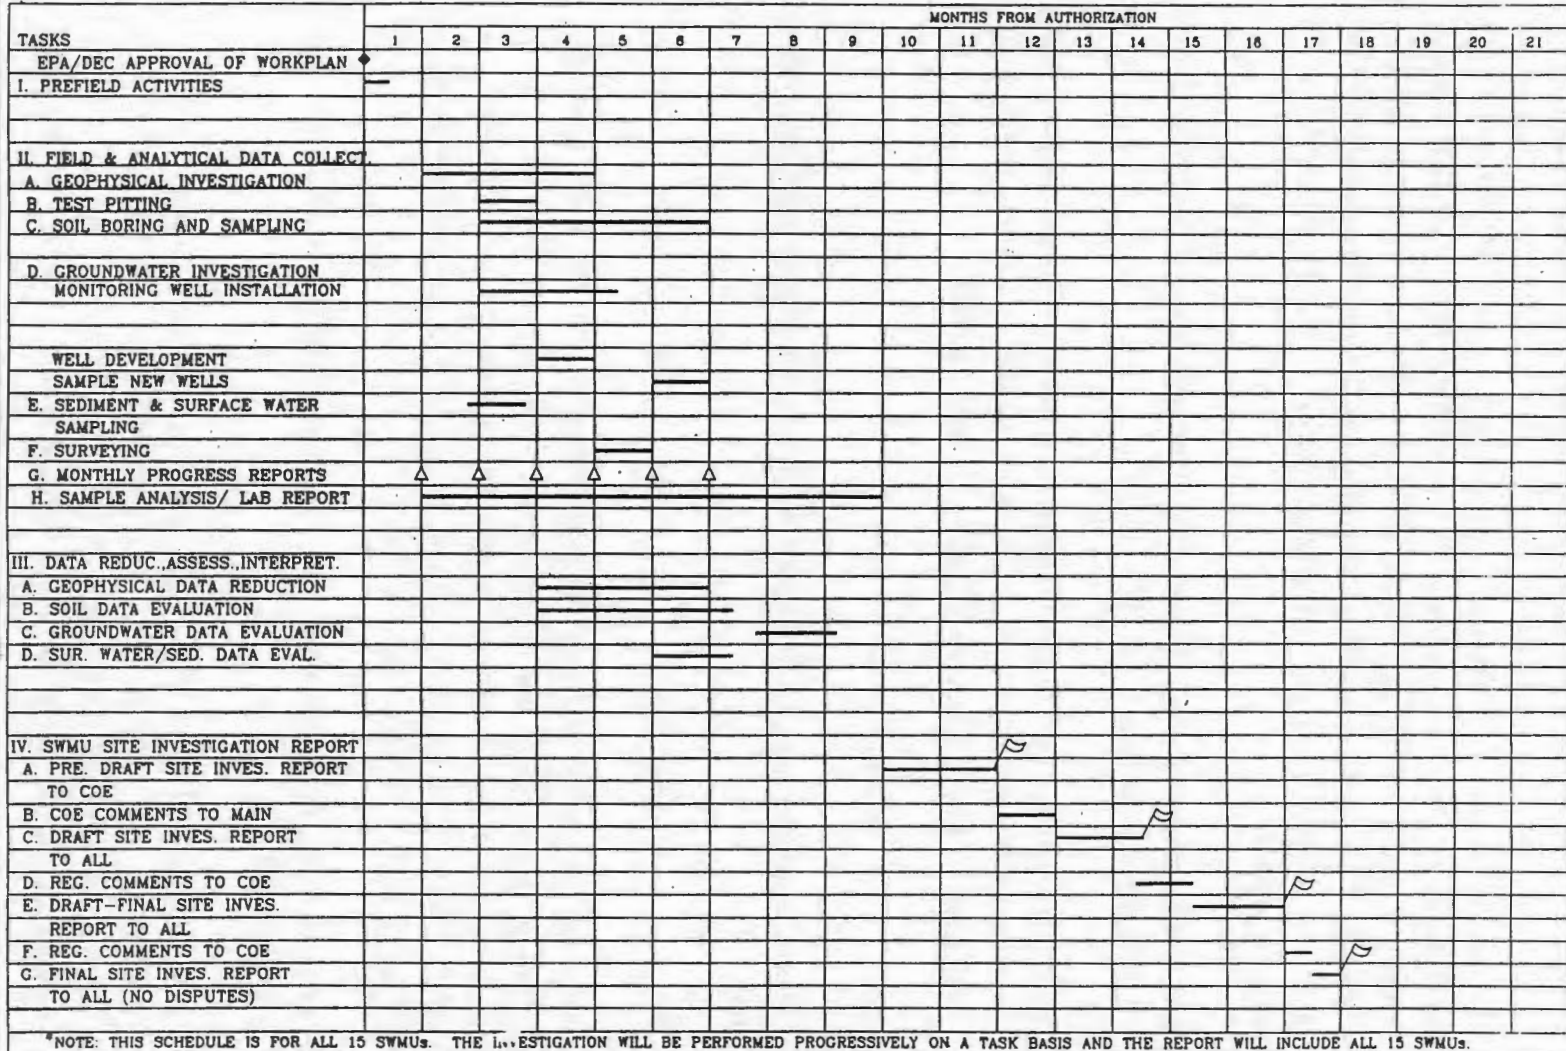 MONTHS FROM AUTHORIZATION
TASKS 1 2 3 4 5 6 7 8 9 10 11 12 13 14 15 16 17 18 19 20 21
EPA/DEC APPROVAL OF WORKPLAN
I. PREFIELD ACTIVITIES
II. FIELD & ANALYTICAL DATA COLLECT.
A. GEOPHYSICAL INVESTIGATION
B. TEST PITTING
C. SOIL BORING AND SAMPLING
D. GROUNDWATER INVESTIGATION
MONITORING WELL INSTALLATION
WELL DEVELOPMENT
SAMPLE NEW WELLS
E. SEDIMENT & SURFACE WATER
SAMPLING
F. SURVEYING
G. MONTHLY PROGRESS REPORTS
H. SAMPLE ANALYSIS/ LAB REPORT
III. DATA REDUC.,ASSESS.,INTERPRET.
A. GEOPHYSICAL DATA REDUCTION
B. SOIL DATA EVALUATION
C. GROUNDWATER DATA EVALUATION
D. SUR. WATER/SED. DATA EVAL.
IV. SWMU SITE INVESTIGATION REPORT
A. PRE. DRAFT SITE INVES. REPORT
TO COE
B. COE COMMENTS TO MAIN
C. DRAFT SITE INVES. REPORT
TO ALL
D. REG. COMMENTS TO COE
E. DRAFT-FINAL SITE INVES.
REPORT TO ALL
F. REG. COMMENTS TO COE
G. FINAL SITE INVES. REPORT
TO ALL (NO DISPUTES)
*NOTE: THIS SCHEDULE IS FOR ALL 15 SWMUs. THE WILL BE PERFORMED PROGRESSIVELY ON A TASK BASIS AND THE REPORT WILL INCLUDE ALL 15 SWMUs.